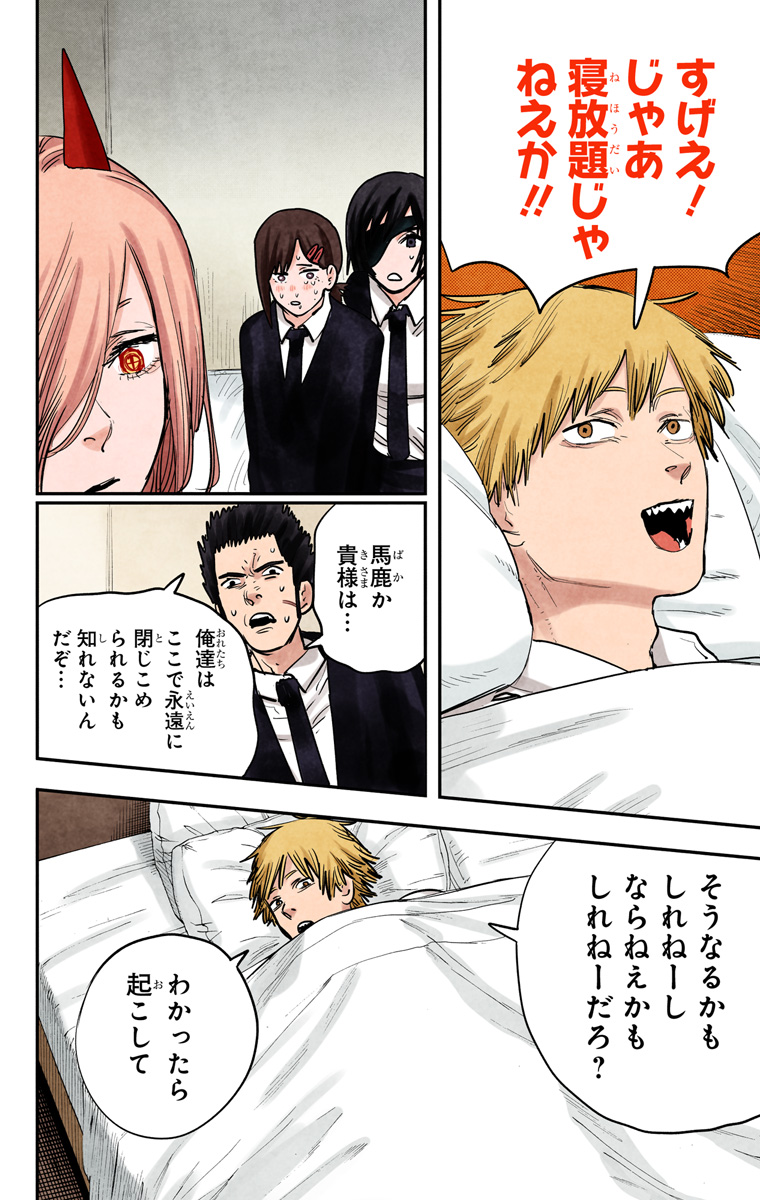 すげえ！
じゃあ
寝放題じゃ
ねえか!!
馬鹿か
貴様は…
俺達は
ここで永遠に
閉じこめ
られるかも
知れないん
だぞ…
そうなるかも
しれねーし
ならねえかも
しれねーだろ？
わかったら
起こして